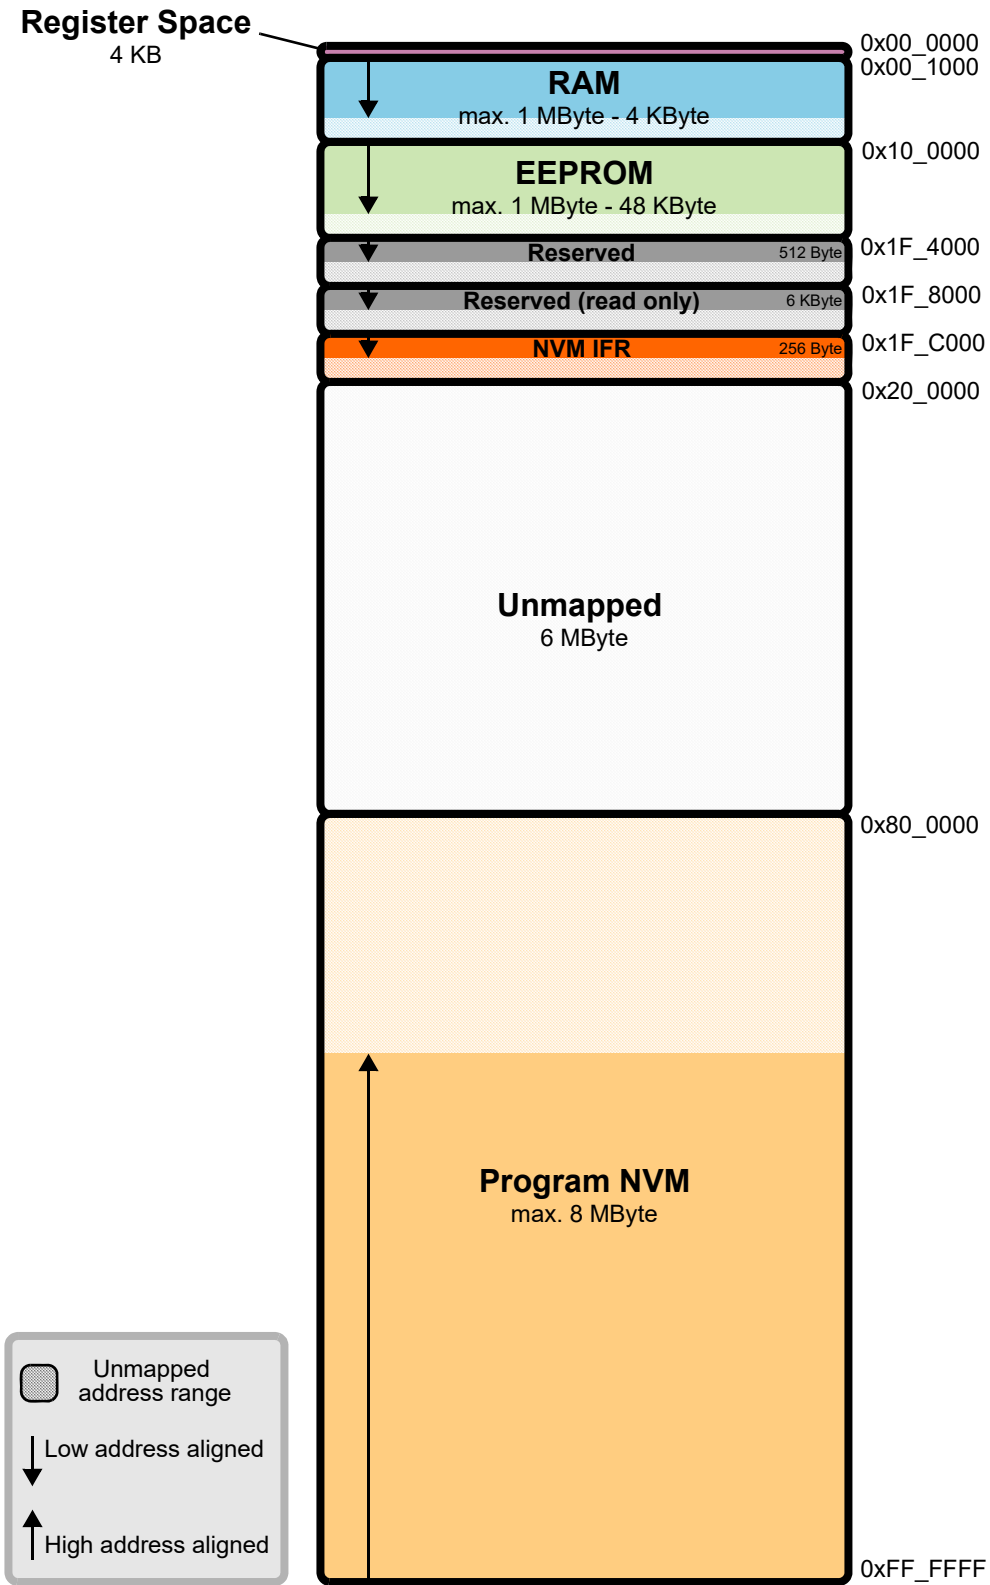 Register Space
4 KB
0x00_0000
0x00_1000
RAM
max. 1 MByte - 4 KByte
0x10_0000
EEPROM
max. 1 MByte - 48 KByte
Reserved
512 Byte
0x1F_4000
Reserved (read only)
6 KByte
0x1F_8000
NVM IFR
256 Byte
0x1F_C000
0x20_0000
Unmapped
6 MByte
0x80_0000
Program NVM
max. 8 MByte
Unmapped
address range
Low address aligned
High address aligned
0xFF_FFFF